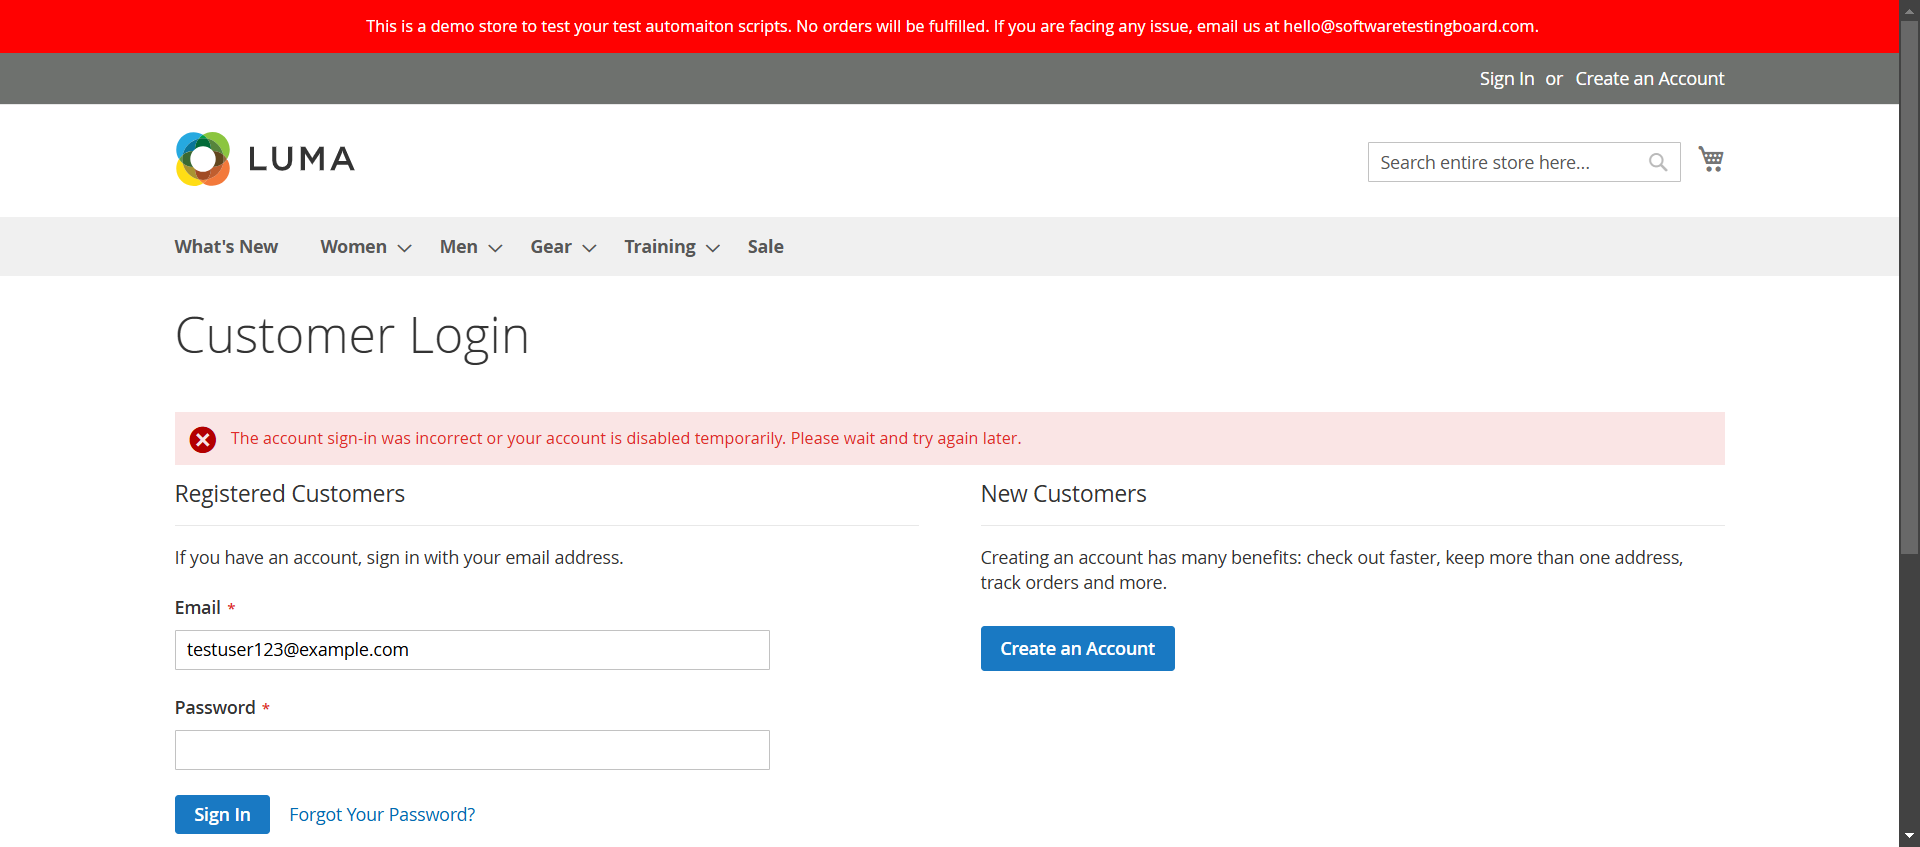 This is a demo store to test your test automaiton scripts. No orders will be fulfilled. If you are facing any issue, email us at hello@softwaretestingboard.com.
Sign In or Create an Account
LUMA
Search entire store here...
What's New Women Men Gear Training Sale
Customer Login
The account sign-in was incorrect or your account is disabled temporarily. Please wait and try again later.
Registered Customers
If you have an account, sign in with your email address.
Email *
testuser123@example.com
Password *
Sign In Forgot Your Password?
New Customers
Creating an account has many benefits: check out faster, keep more than one address,
track orders and more.
Create an Account